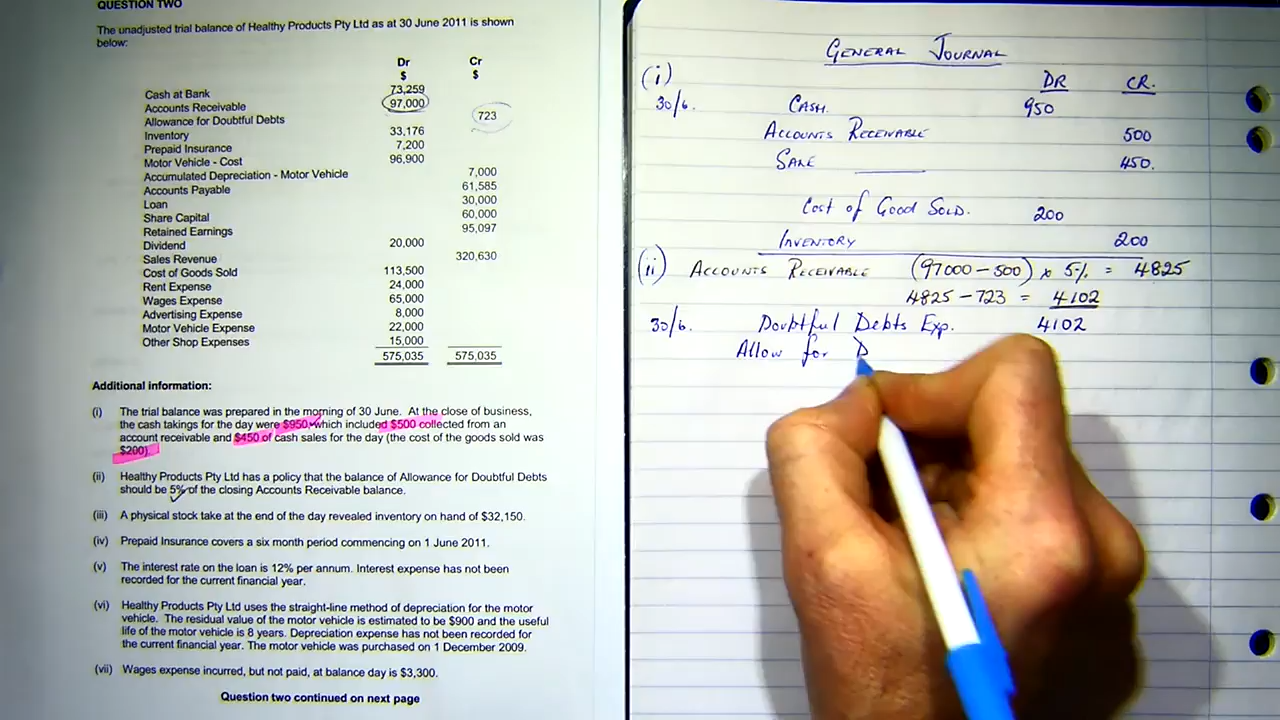 QUESTION TWO
The unadjusted trial balance of Healthy Products Pty Ltd as at 30 June 2011 is shown
below:
Dr Cr
$ $
Cash at Bank 73,259
Accounts Receivable 97,000
Allowance for Doubtful Debts 723
Inventory 33,176
Prepaid Insurance 7,200
Motor Vehicle - Cost 96,900
Accumulated Depreciation - Motor Vehicle 7,000
Accounts Payable 61,585
Loan 30,000
Share Capital 60,000
Retained Earnings 95,097
Dividend 20,000
Sales Revenue 320,630
Cost of Goods Sold 113,500
Rent Expense 24,000
Wages Expense 65,000
Advertising Expense 8,000
Motor Vehicle Expense 22,000
Other Shop Expenses 15,000
575,035 575,035
Additional information:
(i) The trial balance was prepared in the morning of 30 June. At the close of business,
the cash takings for the day were $950, which included $500 collected from an
account receivable and $450 of cash sales for the day (the cost of the goods sold was
$200).
(ii) Healthy Products Pty Ltd has a policy that the balance of Allowance for Doubtful Debts
should be 5% of the closing Accounts Receivable balance.
(iii) A physical stock take at the end of the day revealed inventory on hand of $32,150.
(iv) Prepaid Insurance covers a six month period commencing on 1 June 2011.
(v) The interest rate on the loan is 12% per annum. Interest expense has not been
recorded for the current financial year.
(vi) Healthy Products Pty Ltd uses the straight-line method of depreciation for the motor
vehicle. The residual value of the motor vehicle is estimated to be $900 and the useful
life of the motor vehicle is 8 years. Depreciation expense has not been recorded for
the current financial year. The motor vehicle was purchased on 1 December 2009.
(vii) Wages expense incurred, but not paid, at balance day is $3,300.
Question two continued on next page
GENERAL JOURNAL
(i) DR CR.
30/6. CASH. 950
ACCOUNTS RECEIVABLE 500
SALE 450.
Cost of Good SOLD. 200
INVENTORY 200
(ii) ACCOUNTS RECEIVABLE (97000 - 500) x 5% = 4825
4825 - 723 = 4102
30/6. Doubtful Debts Exp. 4102
Allow for D